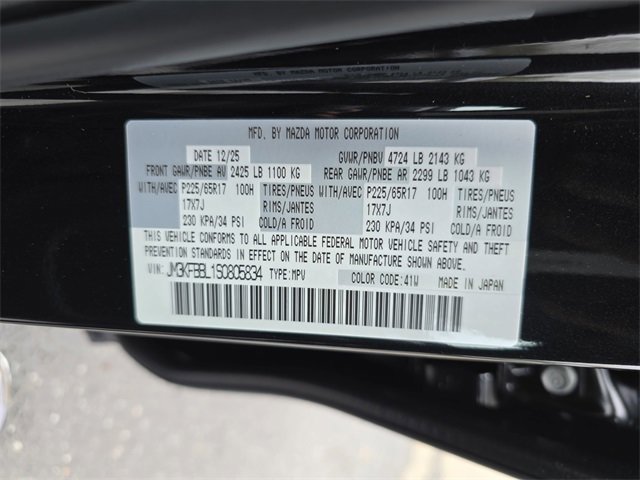 MFD. BY MAZDA MOTOR CORPORATION
DATE 12/25 GVWR/PNBV 4724 LB 2143 KG
FRONT GAWR/PNBE AV 2425 LB 1100 KG REAR GAWR/PNBE AR 2299 LB 1043 KG
WITH/AVEC P225/65R17 100H TIRES/PNEUS WITH/AVEC P225/65R17 100H TIRES/PNEUS
17X7J RIMS/JANTES 17X7J RIMS/JANTES
230 KPA/34 PSI COLD/A FROID 230 KPA/34 PSI COLD/A FROID
THIS VEHICLE CONFORMS TO ALL APPLICABLE FEDERAL MOTOR VEHICLE SAFETY AND THEFT
PREVENTION STANDARDS IN EFFECT ON THE DATE OF MANUFACTURE SHOWN ABOVE.
VIN: JM3KFBBL1S0805834 TYPE:MPV COLOR CODE:41W MADE IN JAPAN